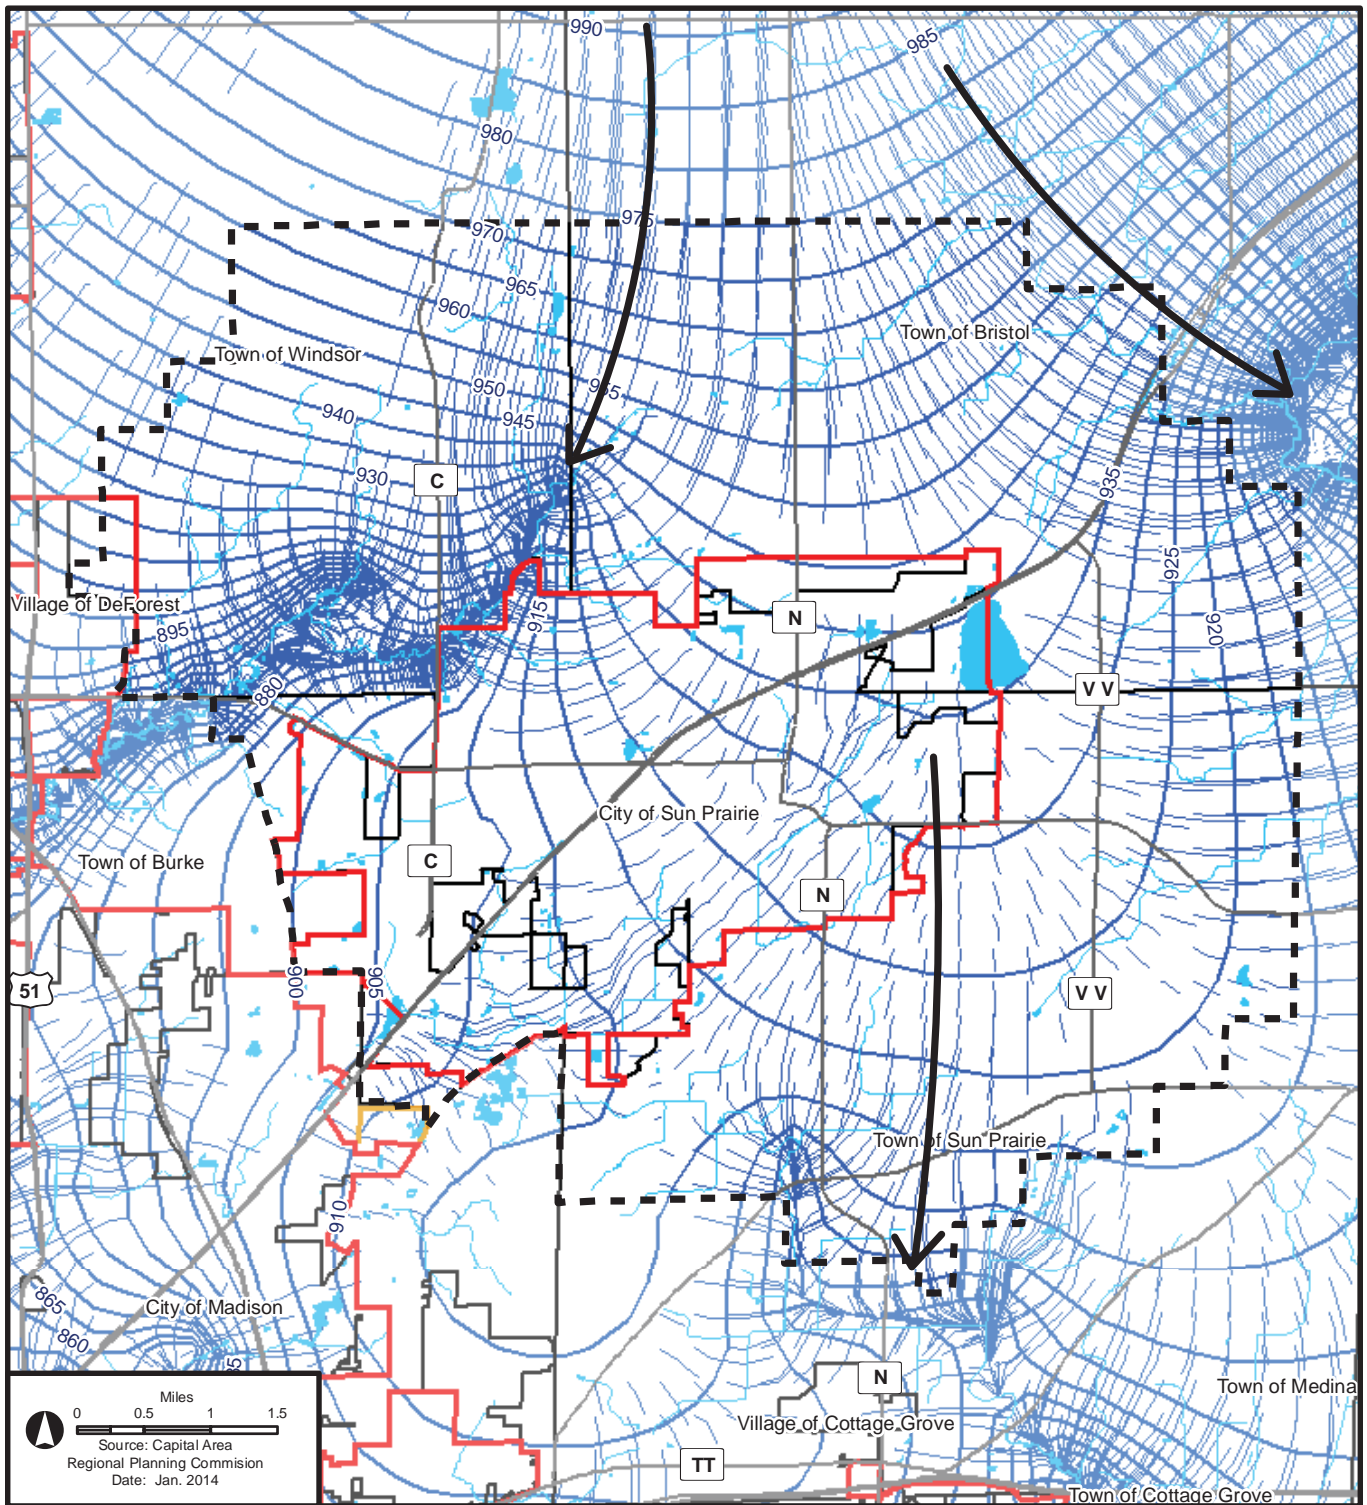 990
985
980
975
970
965
960
Town of Bristol
Town of Windsor
950
945
940
930
C
935
925
915
Village of DeForest
895
N
920
880
V V
City of Sun Prairie
Town of Burke
C
N
900
905
51
V V
Town of Sun Prairie
910
865
City of Madison
860
N
Town of Medina
Village of Cottage Grove
TT
Town of Cottage Grove
Miles
0 0.5 1 1.5
Source: Capital Area
Regional Planning Commision
Date: Jan. 2014